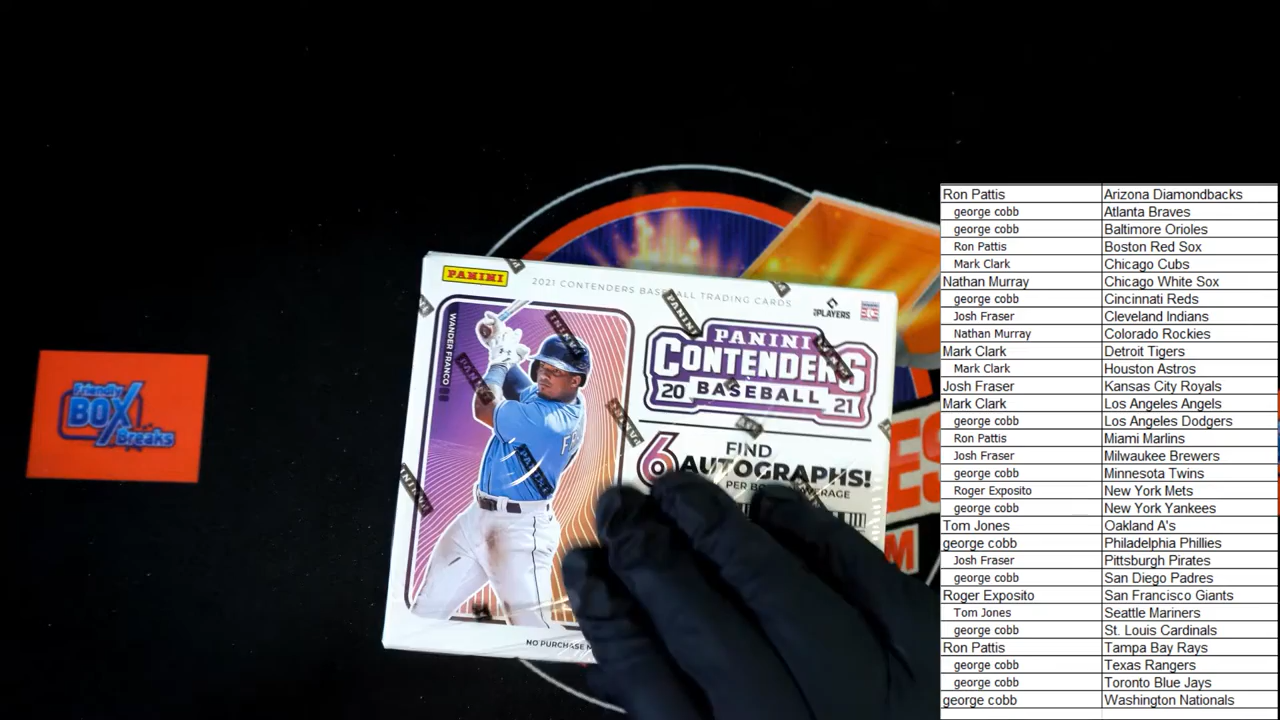 Friendly
BOX
Breaks
PANINI
2021 CONTENDERS BASEBALL TRADING CARDS
PLAYERS
WANDER FRANCO
PANINI
CONTENDERS
20 BASEBALL 21
FIND
6 AUTOGRAPHS!
PER BOX
NO PURCHASE
Ron Pattis Arizona Diamondbacks
george cobb Atlanta Braves
george cobb Baltimore Orioles
Ron Pattis Boston Red Sox
Mark Clark Chicago Cubs
Nathan Murray Chicago White Sox
george cobb Cincinnati Reds
Josh Fraser Cleveland Indians
Nathan Murray Colorado Rockies
Mark Clark Detroit Tigers
Mark Clark Houston Astros
Josh Fraser Kansas City Royals
Mark Clark Los Angeles Angels
george cobb Los Angeles Dodgers
Ron Pattis Miami Marlins
Josh Fraser Milwaukee Brewers
george cobb Minnesota Twins
Roger Exposito New York Mets
george cobb New York Yankees
Tom Jones Oakland A's
george cobb Philadelphia Phillies
Josh Fraser Pittsburgh Pirates
george cobb San Diego Padres
Roger Exposito San Francisco Giants
Tom Jones Seattle Mariners
george cobb St. Louis Cardinals
Ron Pattis Tampa Bay Rays
george cobb Texas Rangers
george cobb Toronto Blue Jays
george cobb Washington Nationals